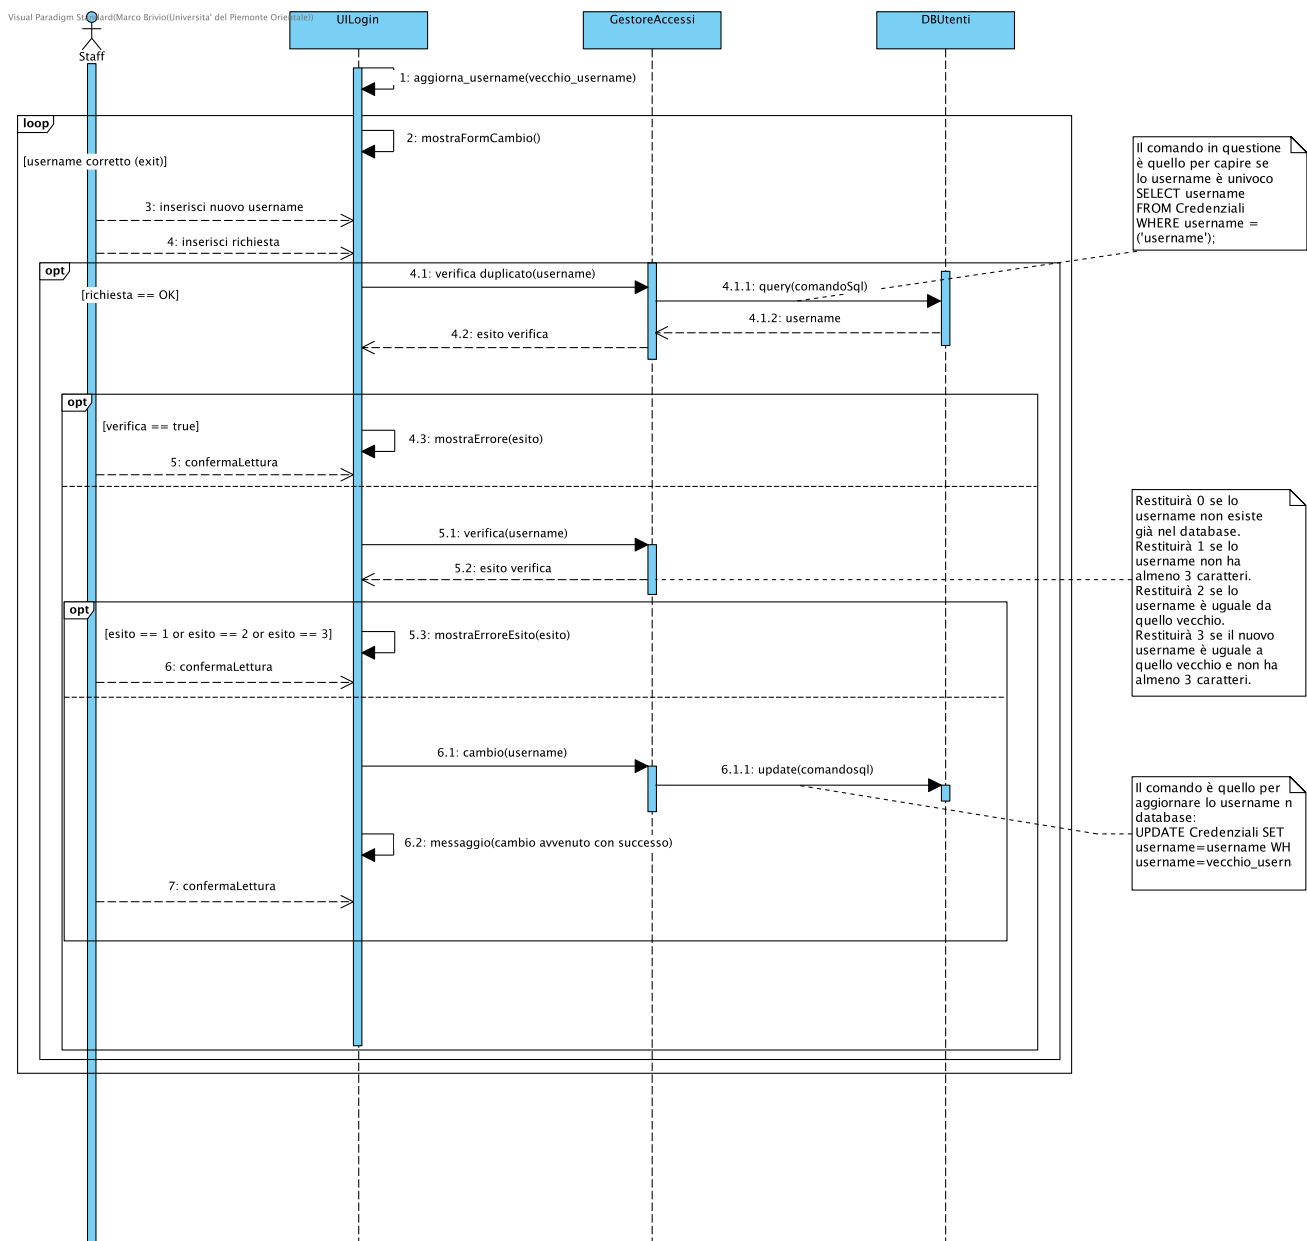 Visual Paradigm Standard(Marco Brivio(Universita' del Piemonte Orientale))
Staff
UILogin
GestoreAccessi
DBUtenti
1: aggiorna_username(vecchio_username)
loop
2: mostraFormCambio()
[username corretto (exit)]
Il comando in questione
è quello per capire se
lo username è univoco
SELECT username
FROM Credenziali
WHERE username =
('username');
3: inserisci nuovo username
4: inserisci richiesta
opt
4.1: verifica duplicato(username)
[richiesta == OK]
4.1.1: query(comandoSql)
4.1.2: username
4.2: esito verifica
opt
[verifica == true]
4.3: mostraErrore(esito)
5: confermaLettura
5.1: verifica(username)
5.2: esito verifica
Restituirà 0 se lo
username non esiste
già nel database.
Restituirà 1 se lo
username non ha
almeno 3 caratteri.
Restituirà 2 se lo
username è uguale da
quello vecchio.
Restituirà 3 se il nuovo
username è uguale a
quello vecchio e non ha
almeno 3 caratteri.
opt
[esito == 1 or esito == 2 or esito == 3]
5.3: mostraErroreEsito(esito)
6: confermaLettura
6.1: cambio(username)
6.1.1: update(comandosql)
Il comando è quello per
aggiornare lo username n
database:
UPDATE Credenziali SET
username=username WH
username=vecchio_usern
6.2: messaggio(cambio avvenuto con successo)
7: confermaLettura